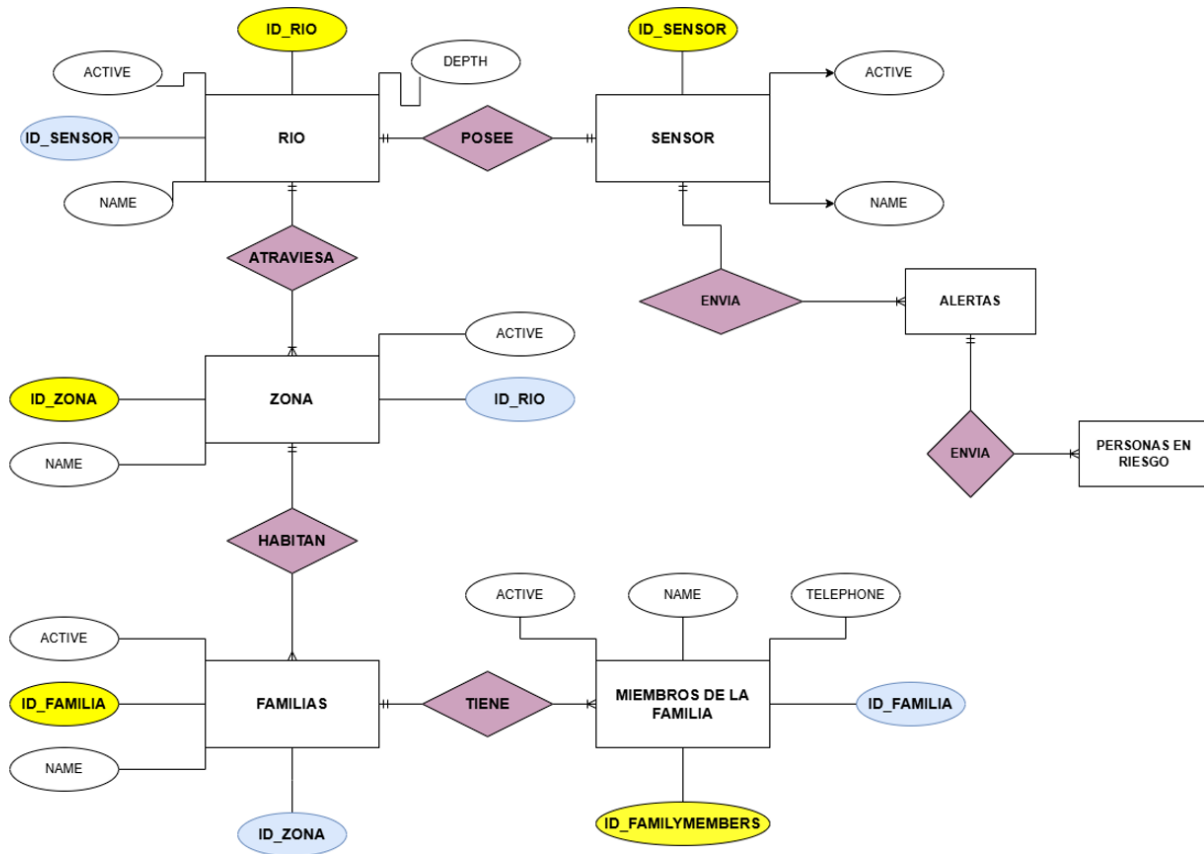 ID_RIO
ID_SENSOR
ACTIVE
DEPTH
ACTIVE
ID_SENSOR
RIO
POSEE
SENSOR
NAME
NAME
ATRAVIESA
ENVIA
ALERTAS
ACTIVE
ID_ZONA
ZONA
ID_RIO
NAME
ENVIA
PERSONAS EN
RIESGO
HABITAN
ACTIVE
NAME
TELEPHONE
ACTIVE
ID_FAMILIA
FAMILIAS
TIENE
MIEMBROS DE LA
FAMILIA
ID_FAMILIA
NAME
ID_ZONA
ID_FAMILYMEMBERS